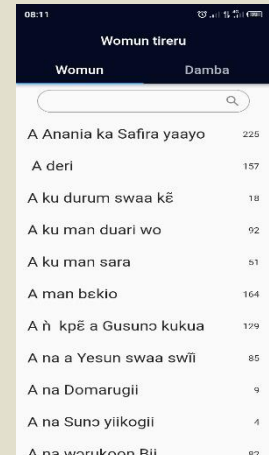 08:11
Womun tireru
Womun Damba
A Anania ka Safira yaayo 225
A deri 157
A ku durum swaa kɛ̃ 18
A ku man duari wo 92
A ku man sara 51
A man bɛkio 164
A ǹ kpɛ̃ a Gusunɔ kukua 129
A na a Yesun swaa swĩi 85
A na Domarugii 9
A na Sunɔ yiikogii 4
A na wɔrukoon Bii 82